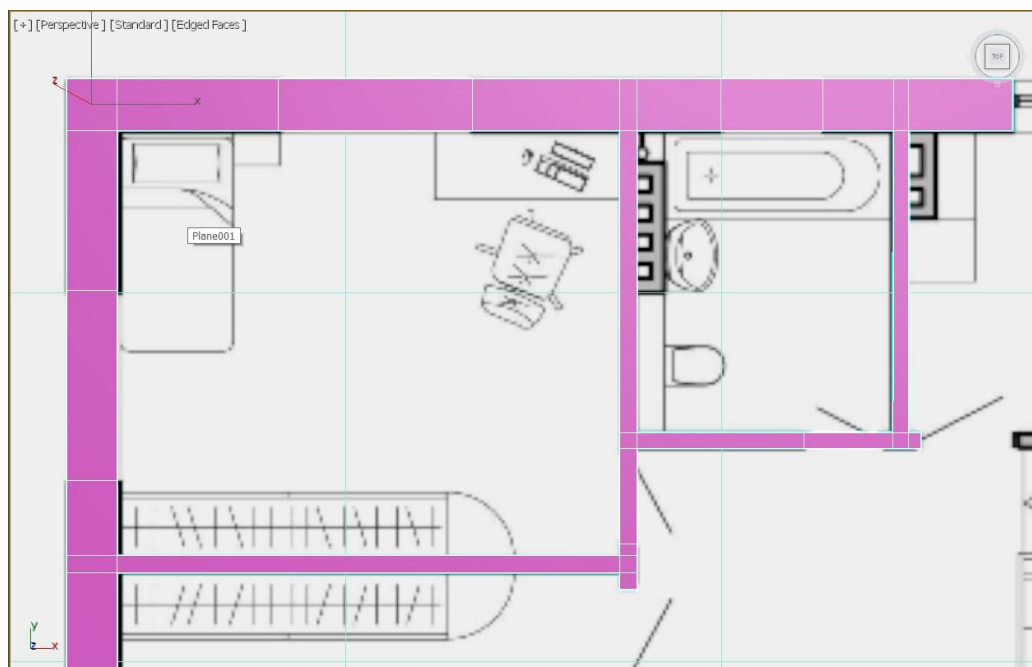 [+] [Perspective] [Standard] [Edged Faces]
TOP
S
z
x
Plane001
y
z x